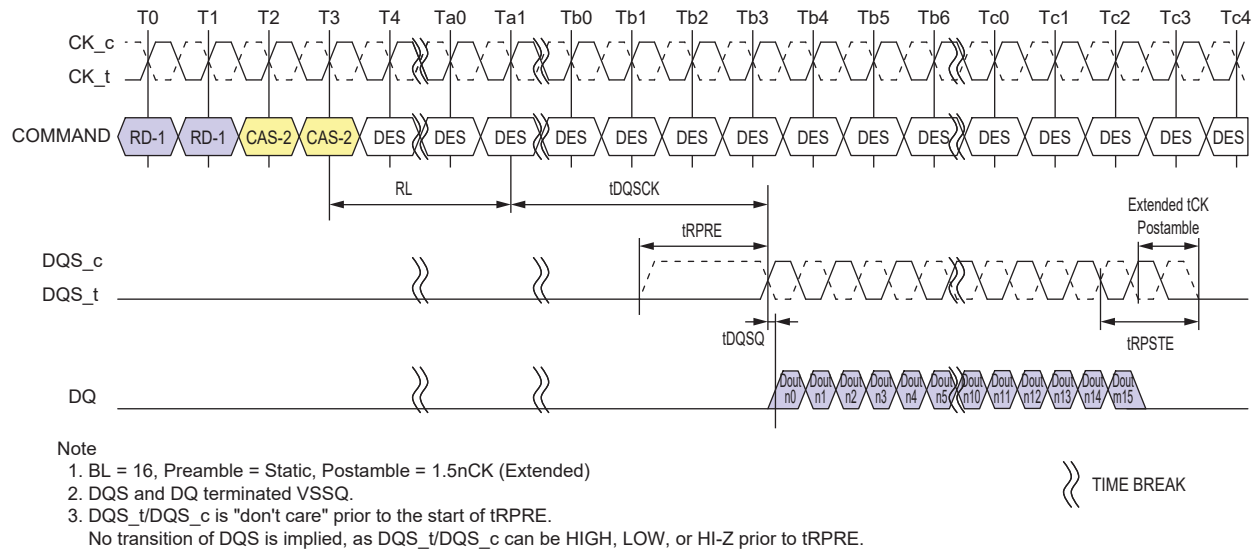 T0 T1 T2 T3 T4 Ta0 Ta1 Tb0 Tb1 Tb2 Tb3 Tb4 Tb5 Tb6 Tc0 Tc1 Tc2 Tc3 Tc4
CK_c
CK_t
COMMAND RD-1 RD-1 CAS-2 CAS-2 DES DES DES DES DES DES DES DES DES DES DES DES DES DES DES
RL tDQSCK
Extended tCK
Postamble
tRPRE
DQS_c
DQS_t
tDQSQ tRPSTE
DQ
Dout n0 Dout n1 Dout n2 Dout n3 Dout n4 Dout n5 Dout n10 Dout n11 Dout n12 Dout n13 Dout n14 Dout m15
Note
1. BL = 16, Preamble = Static, Postamble = 1.5nCK (Extended)
2. DQS and DQ terminated VSSQ.
3. DQS_t/DQS_c is "don't care" prior to the start of tRPRE.
No transition of DQS is implied, as DQS_t/DQS_c can be HIGH, LOW, or HI-Z prior to tRPRE.
TIME BREAK